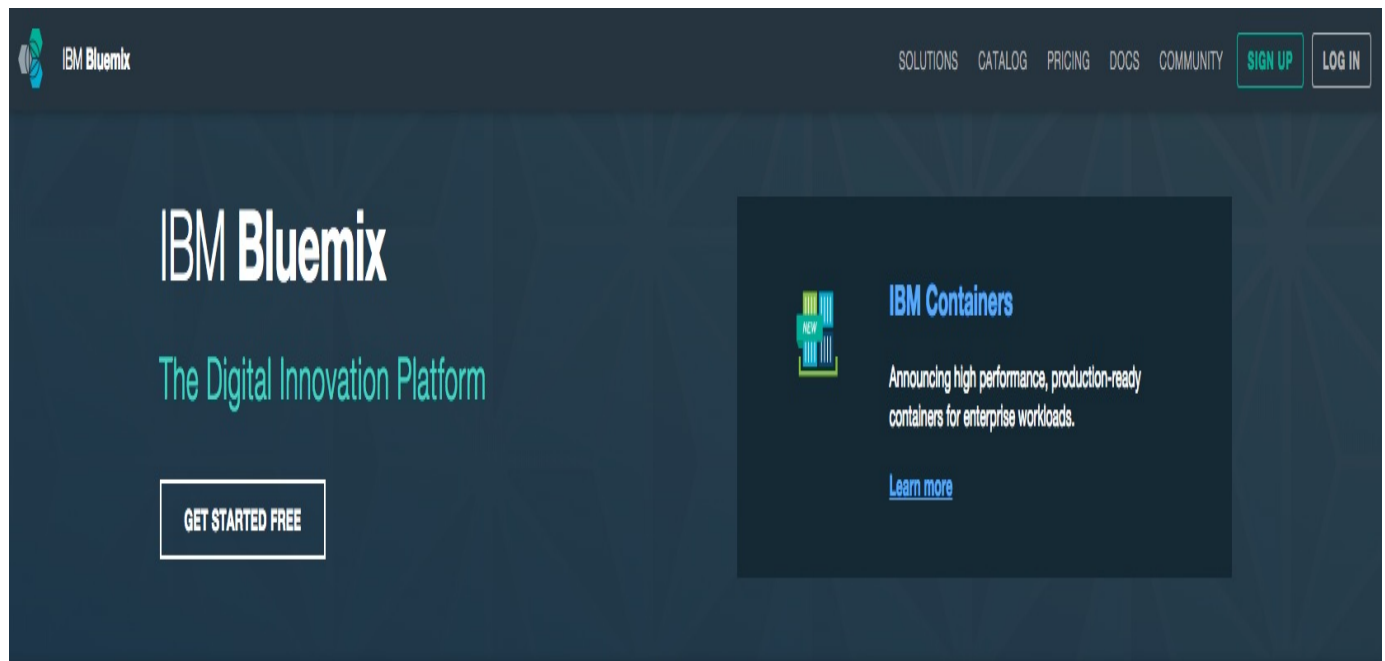 IBM Bluemix
SOLUTIONS CATALOG PRICING DOCS COMMUNITY SIGN UP LOG IN
IBM Bluemix
The Digital Innovation Platform
GET STARTED FREE
NEW
IBM Containers
Announcing high performance, production-ready
containers for enterprise workloads.
Learn more